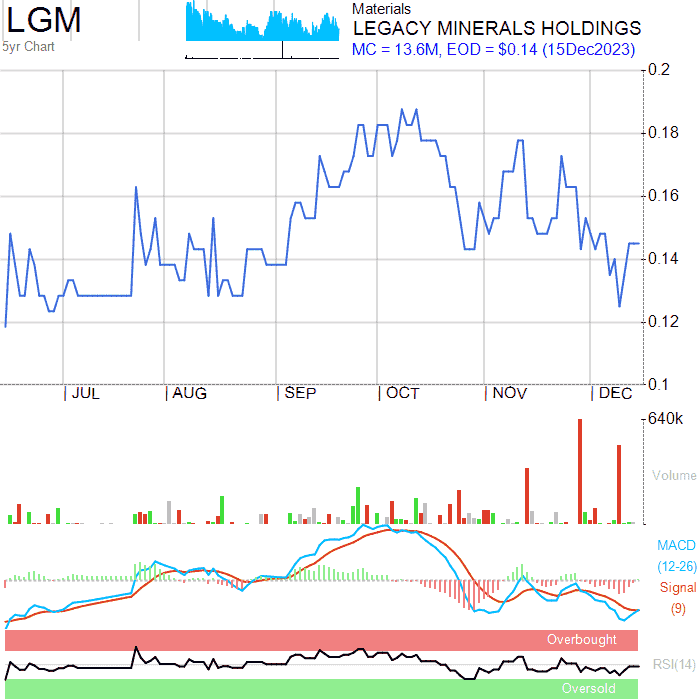 LGM
5yr Chart
Materials
LEGACY MINERALS HOLDINGS
MC = 13.6M, EOD = $0.14 (15Dec2023)
0.2
0.18
0.16
0.14
0.12
0.1
JUL AUG SEP OCT NOV DEC
640k
Volume
MACD
(12-26)
Signal
(9)
Overbought
RSI(14)
Oversold